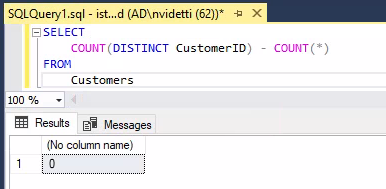 SQLQuery1.sql - ist...d (AD\nvidetti (62))*
SELECT
COUNT(DISTINCT CustomerID) - COUNT(*)
FROM
Customers
100 %
Results Messages
(No column name)
1 0